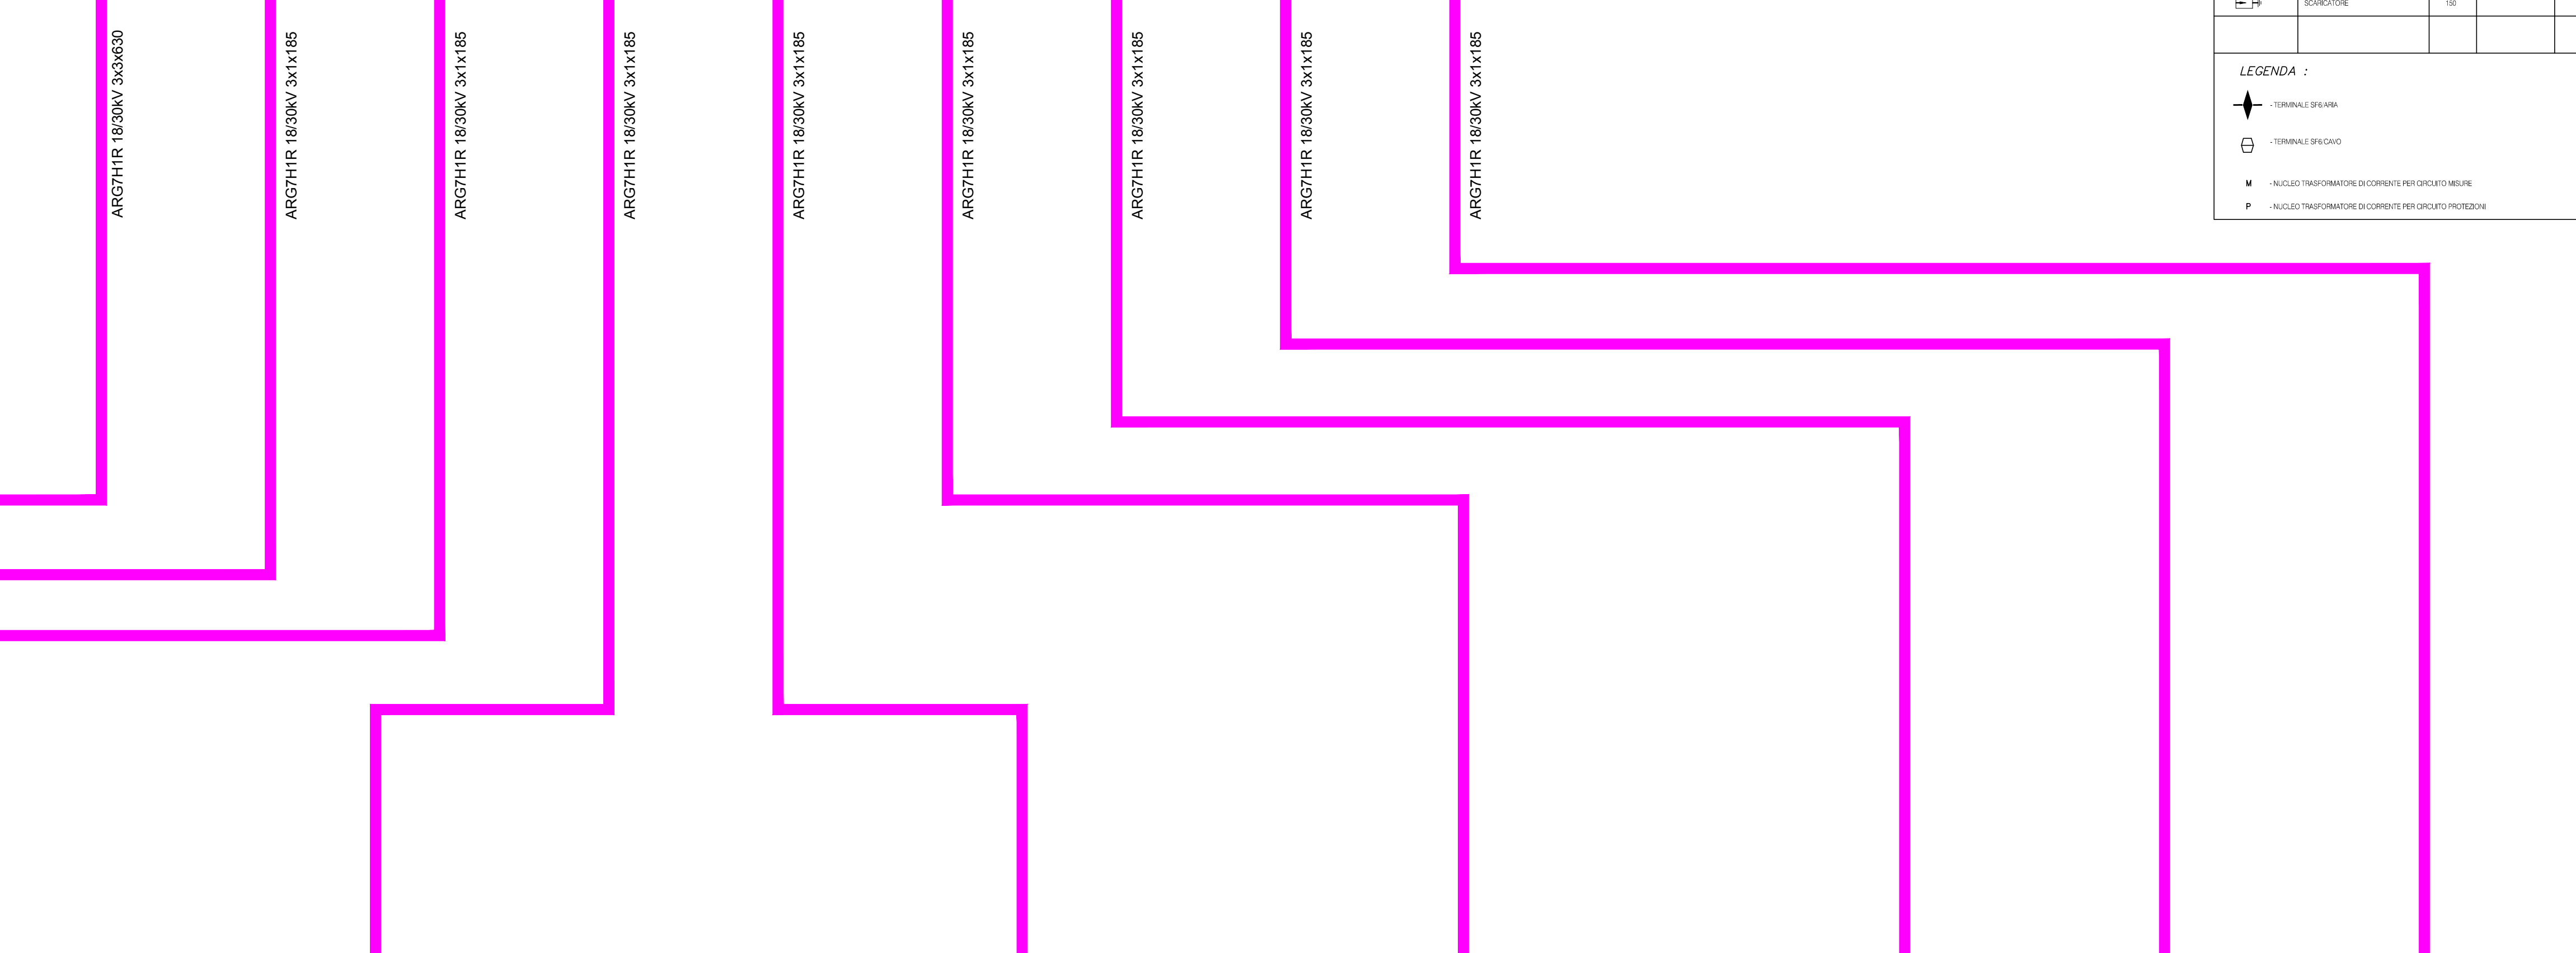 ARG7H1R 18/30kV 3x3x630
ARG7H1R 18/30kV 3x1x185
ARG7H1R 18/30kV 3x1x185
ARG7H1R 18/30kV 3x1x185
ARG7H1R 18/30kV 3x1x185
ARG7H1R 18/30kV 3x1x185
ARG7H1R 18/30kV 3x1x185
ARG7H1R 18/30kV 3x1x185
ARG7H1R 18/30kV 3x1x185
SCARICATORE 150
LEGENDA :
- TERMINALE SF6/ARIA
- TERMINALE SF6/CAVO
M - NUCLEO TRASFORMATORE DI CORRENTE PER CIRCUITO MISURE
P - NUCLEO TRASFORMATORE DI CORRENTE PER CIRCUITO PROTEZIONI